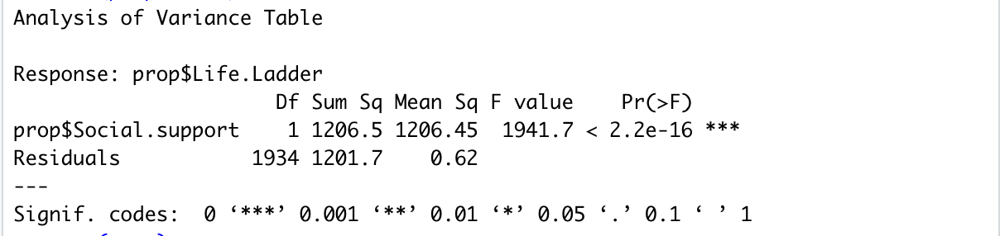 Analysis of Variance Table
Response: prop$Life.Ladder
Df Sum Sq Mean Sq F value Pr(>F)
prop$Social.support 1 1206.5 1206.45 1941.7 < 2.2e-16 ***
Residuals 1934 1201.7 0.62
---
Signif. codes: 0 ‘***’ 0.001 ‘**’ 0.01 ‘*’ 0.05 ‘.’ 0.1 ‘ ’ 1